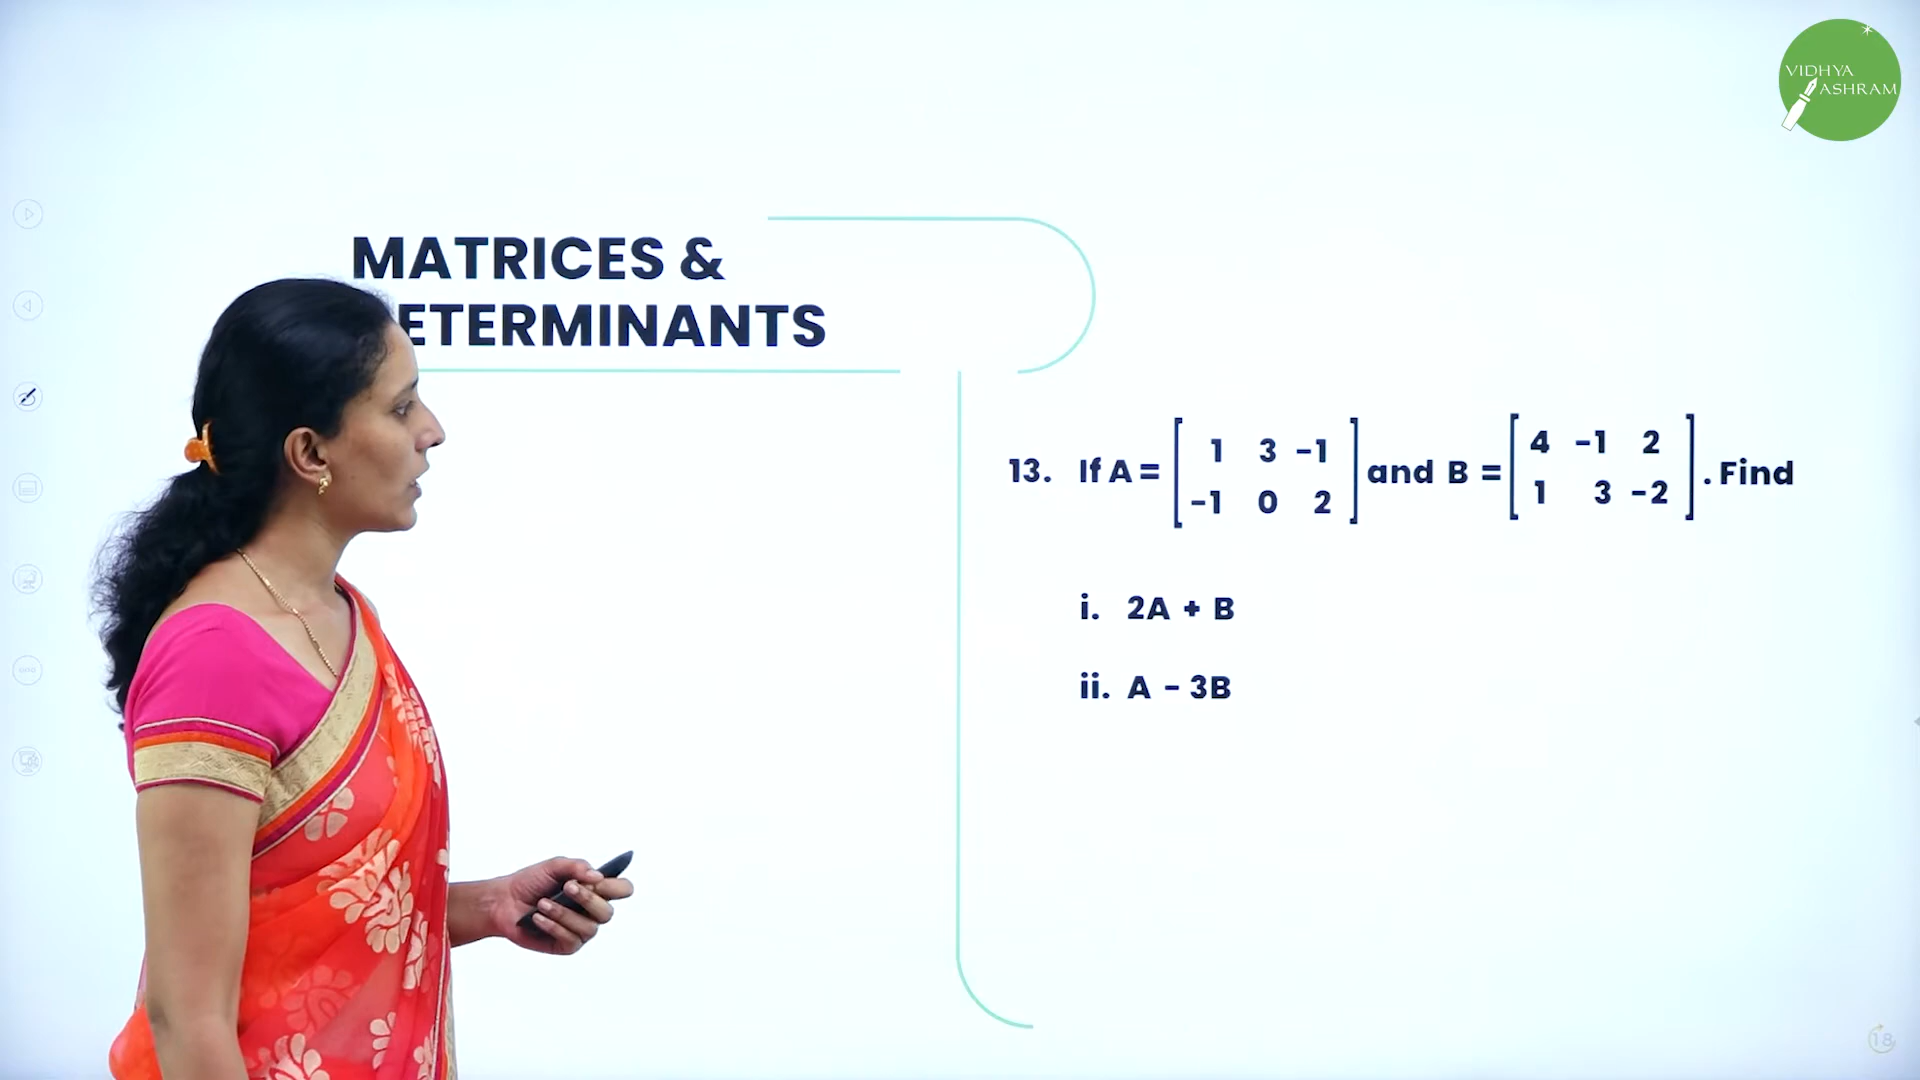 VIDHYA
ASHRAM
MATRICES &
ETERMINANTS
13. If A = [ 1 3 -1 ] and B = [ 4 -1 2 ] . Find
[ -1 0 2 ] [ 1 3 -2 ]
i. 2A + B
ii. A - 3B
18